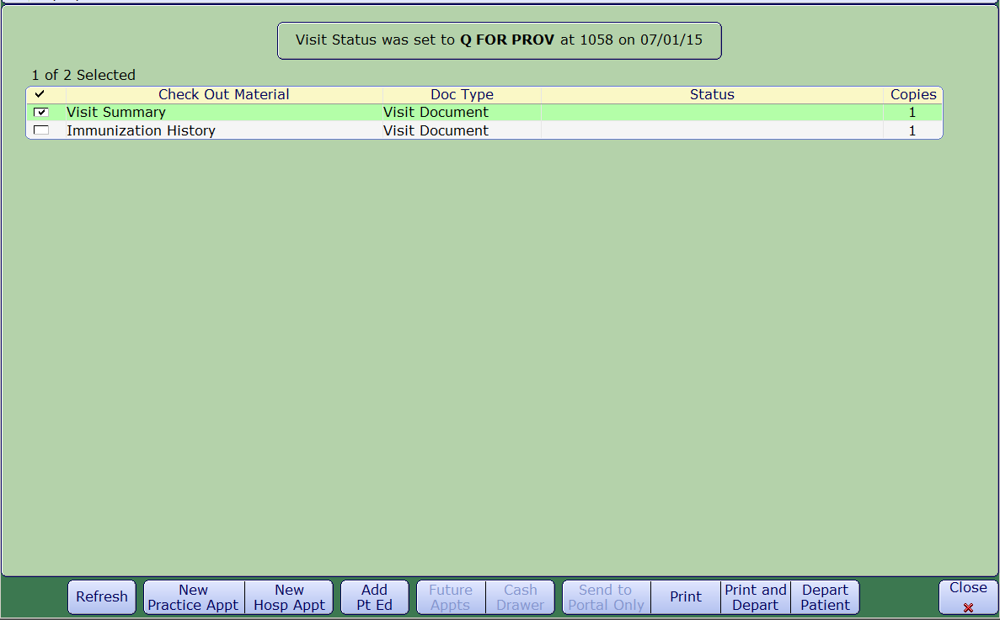 Visit Status was set to Q FOR PROV at 1058 on 07/01/15
1 of 2 Selected
Check Out Material Doc Type Status Copies
Visit Summary Visit Document 1
Immunization History Visit Document 1
Refresh
New
Practice Appt
New
Hosp Appt
Add
Pt Ed
Future
Appts
Cash
Drawer
Send to
Portal Only
Print
Print and
Depart
Depart
Patient
Close